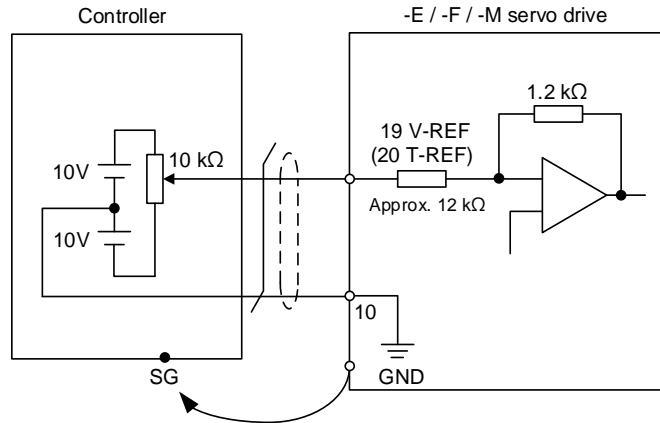 Controller
-E / -F / -M servo drive
1.2 kΩ
19 V-REF
(20 T-REF)
10 kΩ
10V
Approx. 12 kΩ
10V
10
SG
GND